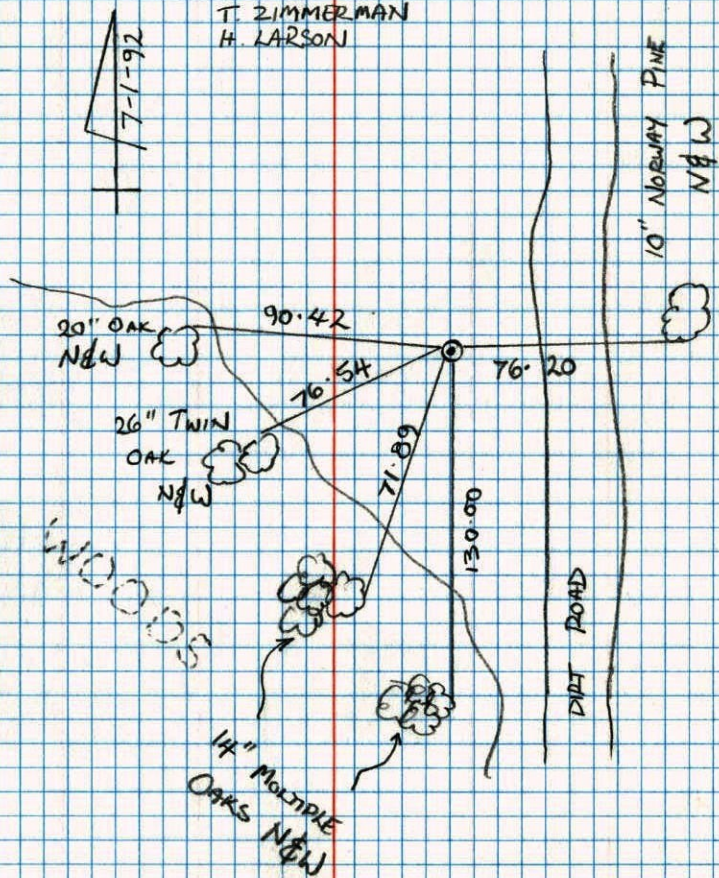 T. ZIMMERMAN
H. LARSON
7-1-92
10" NORWAY PINE
N&W
90.42
20" OAK
N&W
76.54
76.20
26" TWIN
OAK
N&W
71.89
130.00
WOODS
DIRT ROAD
14" MULTIPLE
OAKS N&W